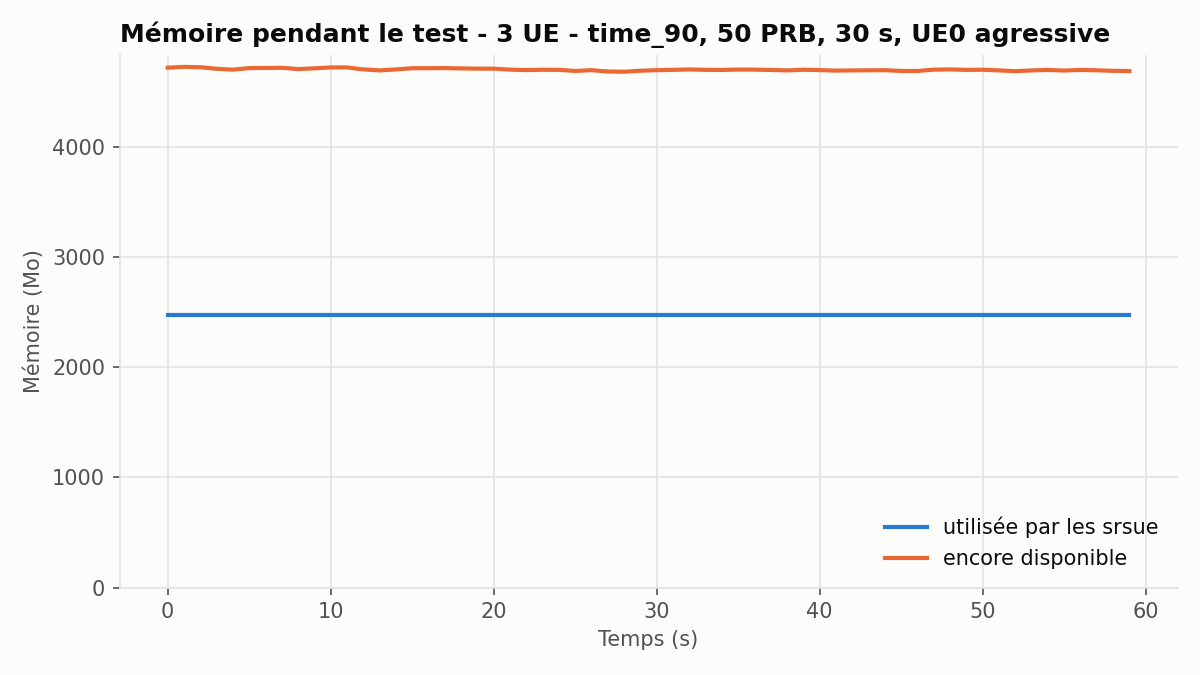 Mémoire pendant le test - 3 UE - time_90, 50 PRB, 30 s, UE0 agressive
Mémoire (Mo)
4000
3000
2000
1000
0
utilisée par les srsue
encore disponible
0 10 20 30 40 50 60
Temps (s)